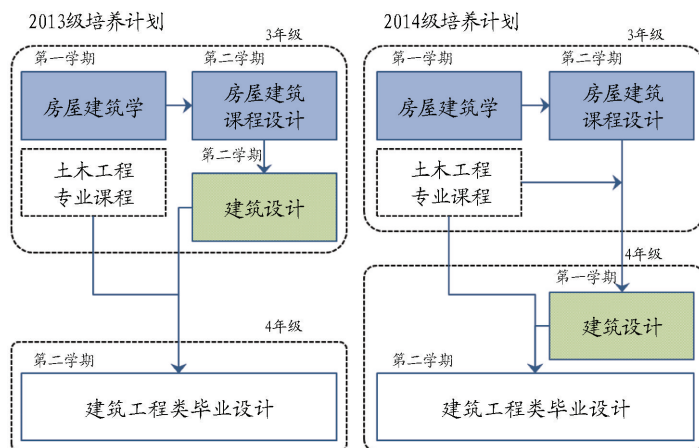 2013级培养计划
3年级
第一学期
第二学期
房屋建筑学
房屋建筑
课程设计
第二学期
土木工程
专业课程
建筑设计
4年级
第二学期
建筑工程类毕业设计
2014级培养计划
3年级
第一学期
第二学期
房屋建筑学
房屋建筑
课程设计
土木工程
专业课程
4年级
第一学期
建筑设计
第二学期
建筑工程类毕业设计